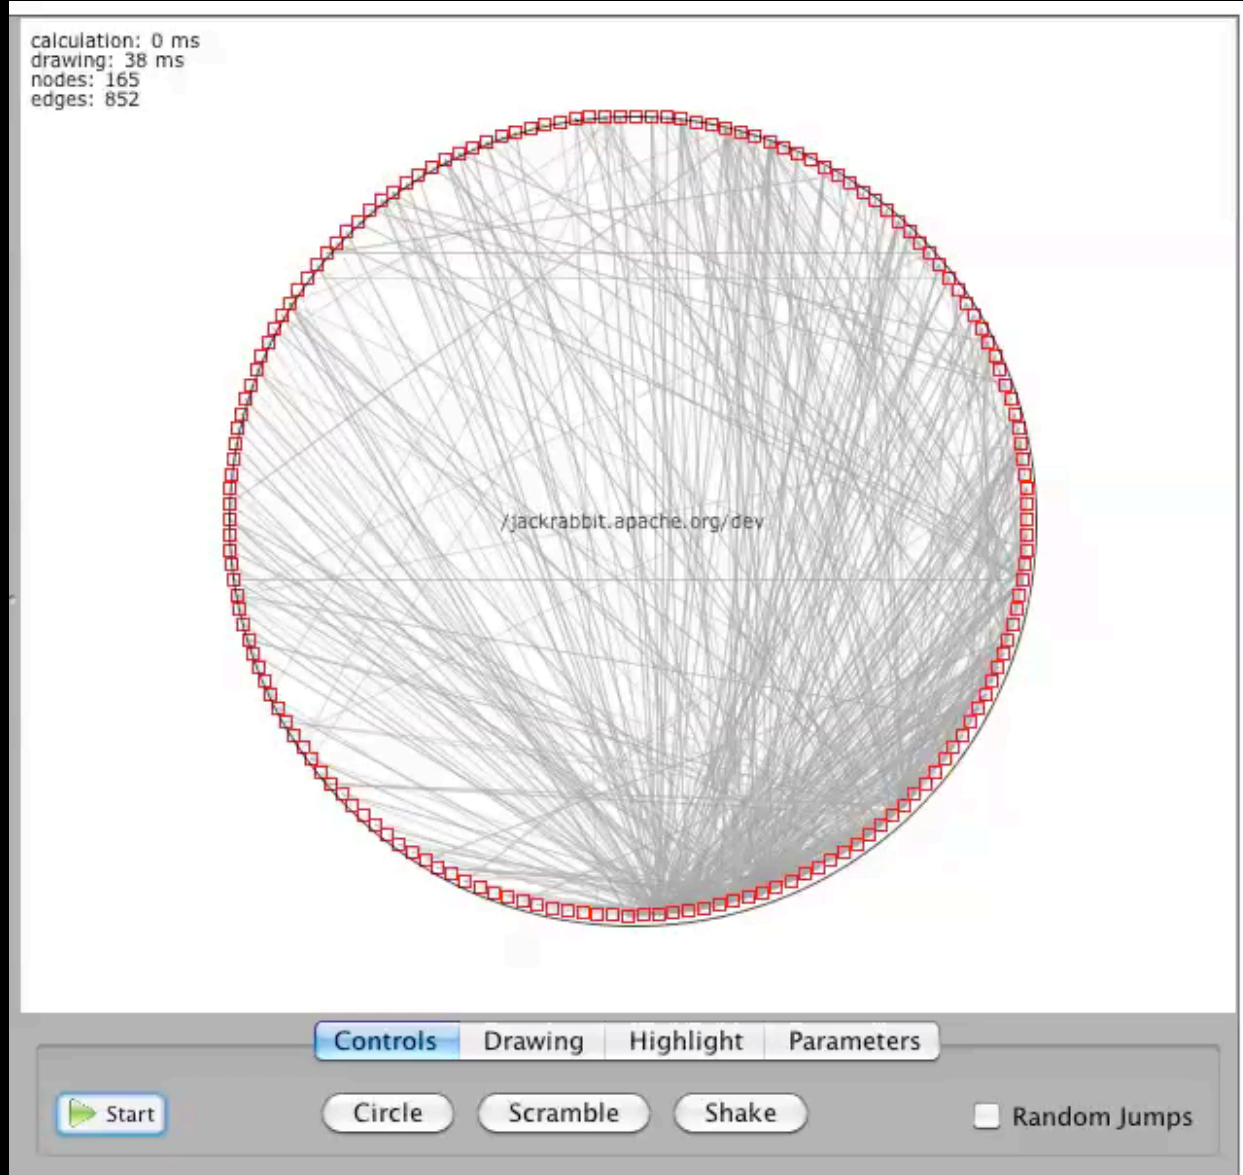 calculation: 0 ms
drawing: 38 ms
nodes: 165
edges: 852
/jackrabbit.apache.org/dev
Controls Drawing Highlight Parameters
Start Circle Scramble Shake Random Jumps